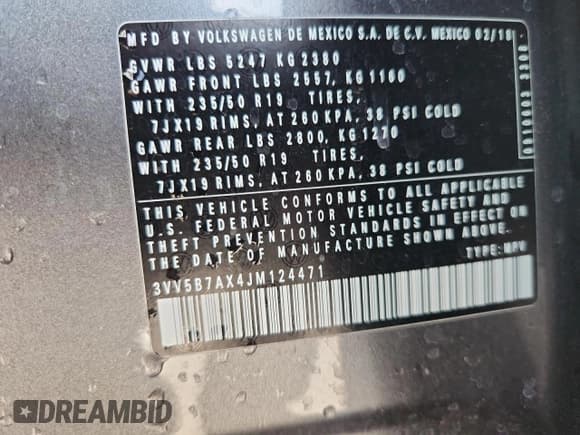 MFD BY VOLKSWAGEN DE MEXICO S.A. DE C.V. MEXICO 02/18
GVWR LBS 5247 KG 2380
GAWR FRONT LBS 2557, KG 1160
WITH 235/50 R19 TIRES,
7JX19 RIMS, AT 260 KPA, 38 PSI COLD
GAWR REAR LBS 2800, KG 1270
WITH 235/50 R19 TIRES,
7JX19 RIMS, AT 260 KPA, 38 PSI COLD
THIS VEHICLE CONFORMS TO ALL APPLICABLE
U.S. FEDERAL MOTOR VEHICLE SAFETY AND
THEFT PREVENTION STANDARDS IN EFFECT ON
THE DATE OF MANUFACTURE SHOWN ABOVE.
TYPE: MPV
3VV5B7AX4JM124471
DREAMBID